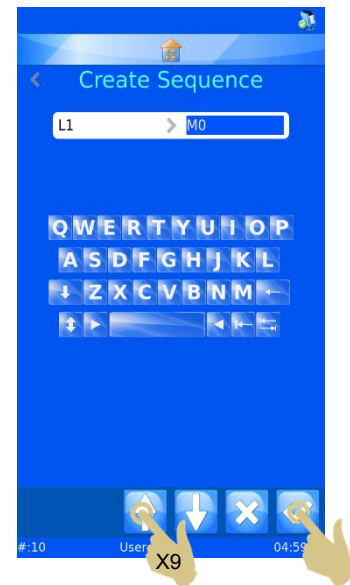 Create Sequence
L1 > M0
Q W E R T Y U I O P
A S D F G H J K L
Z X C V B N M
#:10 User 04:59
X9